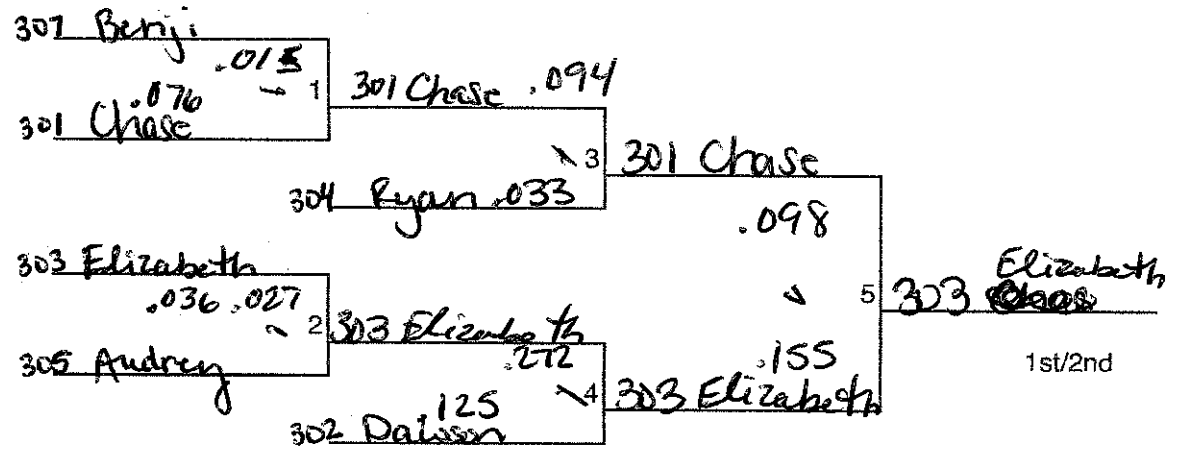 307 Benji
.015
.076
1
301 Chase .094
301 Chase
3
301 Chase
304 Ryan .033
.098
303 Elizabeth
.036 .027
2
303 Elizabeth
.272
305 Audrey
.125
4
302 Dawson
5
303 Elizabeth
.155
303 Elizabeth
1st/2nd